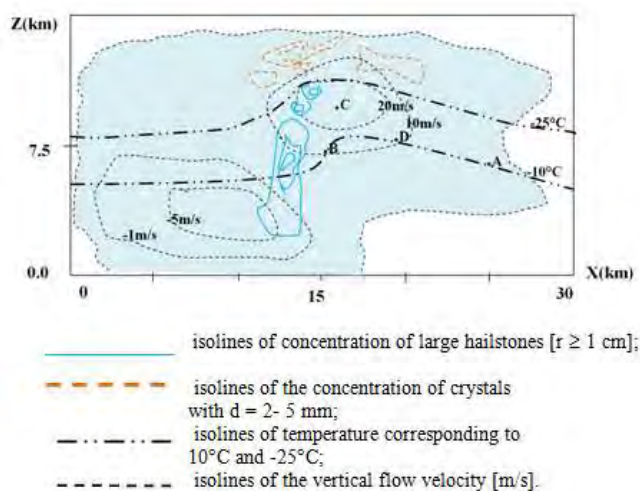 Z(km)
C
20m/s
10m/s
-25°C
7.5
B
D
A
-10°C
-5m/s
-1m/s
0.0
X(km)
0
15
30
isolines of concentration of large hailstones [r ≥ 1 cm];
isolines of the concentration of crystals
with d = 2- 5 mm;
isolines of temperature corresponding to
10°C and -25°C;
isolines of the vertical flow velocity [m/s].